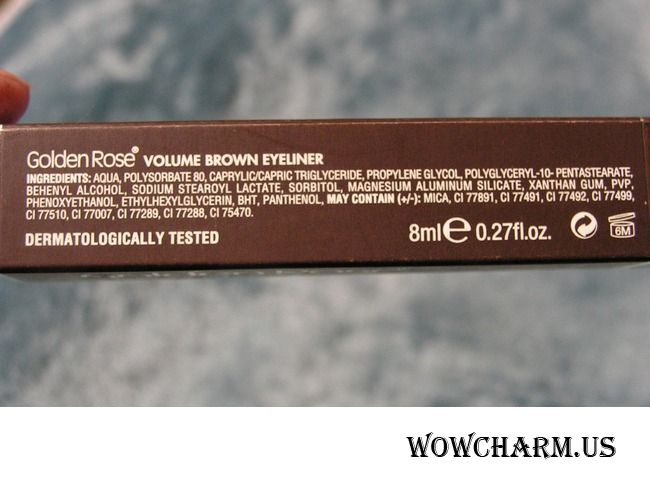 Golden Rose® VOLUME BROWN EYELINER
INGREDIENTS: AQUA, POLYSORBATE 80, CAPRYLIC/CAPRIC TRIGLYCERIDE, PROPYLENE GLYCOL, POLYGLYCERYL-10- PENTASTEARATE,
BEHENYL ALCOHOL, SODIUM STEAROYL LACTATE, SORBITOL, MAGNESIUM ALUMINUM SILICATE, XANTHAN GUM, PVP,
PHENOXYETHANOL, ETHYLHEXYLGLYCERIN, BHT, PANTHENOL, MAY CONTAIN (+/-): MICA, CI 77891, CI 77491, CI 77492, CI 77499,
CI 77510, CI 77007, CI 77289, CI 77288, CI 75470.
DERMATOLOGICALLY TESTED
8ml e 0.27fl.oz.
6M
WOWCHARM.US